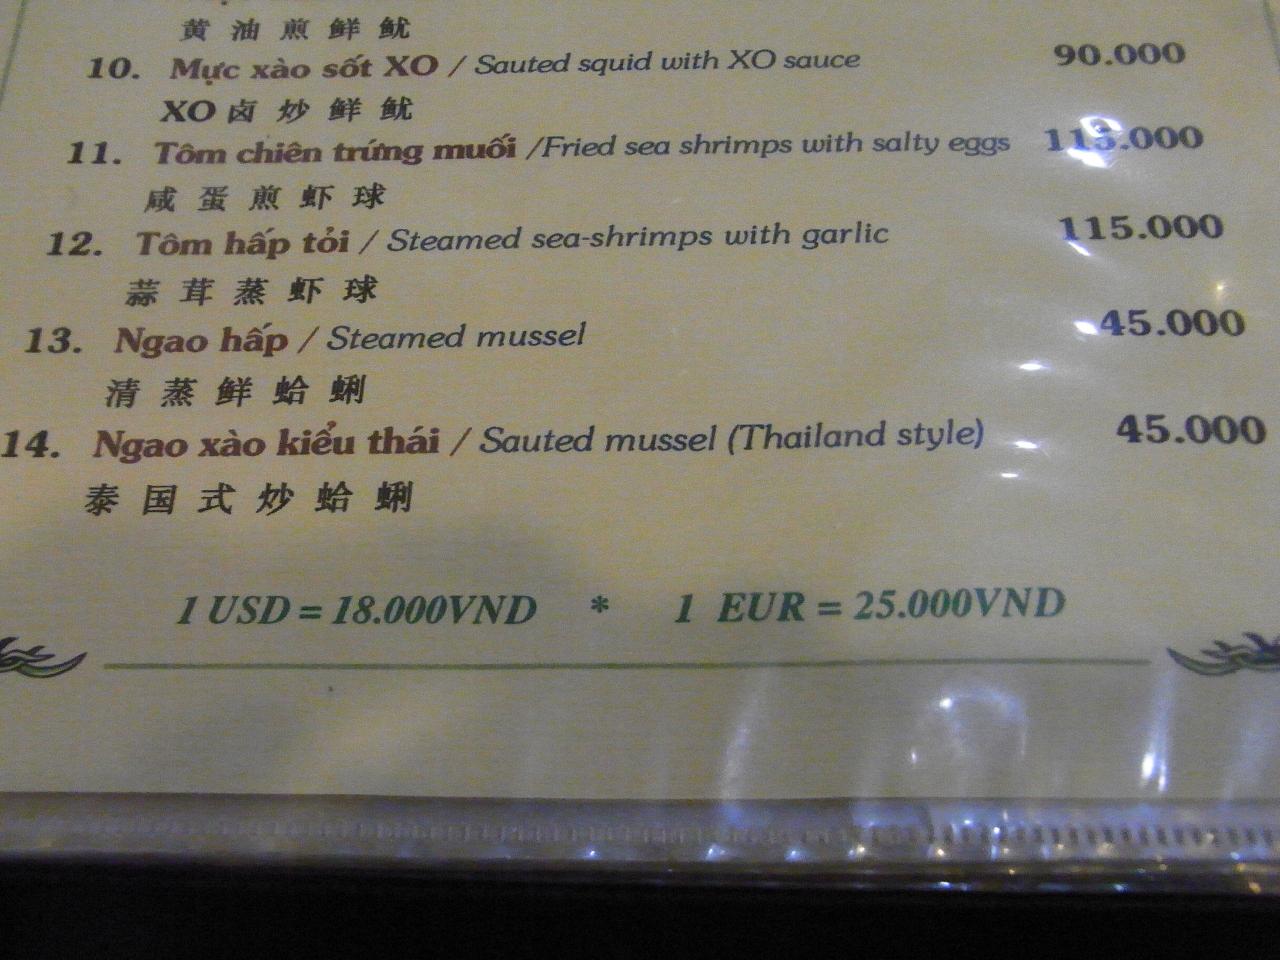 黄油煎鲜鱿
10. Mực xào sốt XO / Sauted squid with XO sauce 90.000
XO卤炒鲜鱿
11. Tôm chiên trứng muối /Fried sea shrimps with salty eggs 115.000
咸蛋煎虾球
12. Tôm hấp tỏi / Steamed sea-shrimps with garlic 115.000
蒜茸蒸虾球
13. Ngao hấp / Steamed mussel 45.000
清蒸鲜蛤蜊
14. Ngao xào kiểu thái / Sauted mussel (Thailand style) 45.000
泰国式炒蛤蜊
1 USD = 18.000VND * 1 EUR = 25.000VND